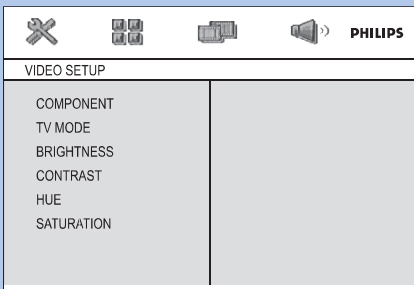 PHILIPS
VIDEO SETUP
COMPONENT
TV MODE
BRIGHTNESS
CONTRAST
HUE
SATURATION